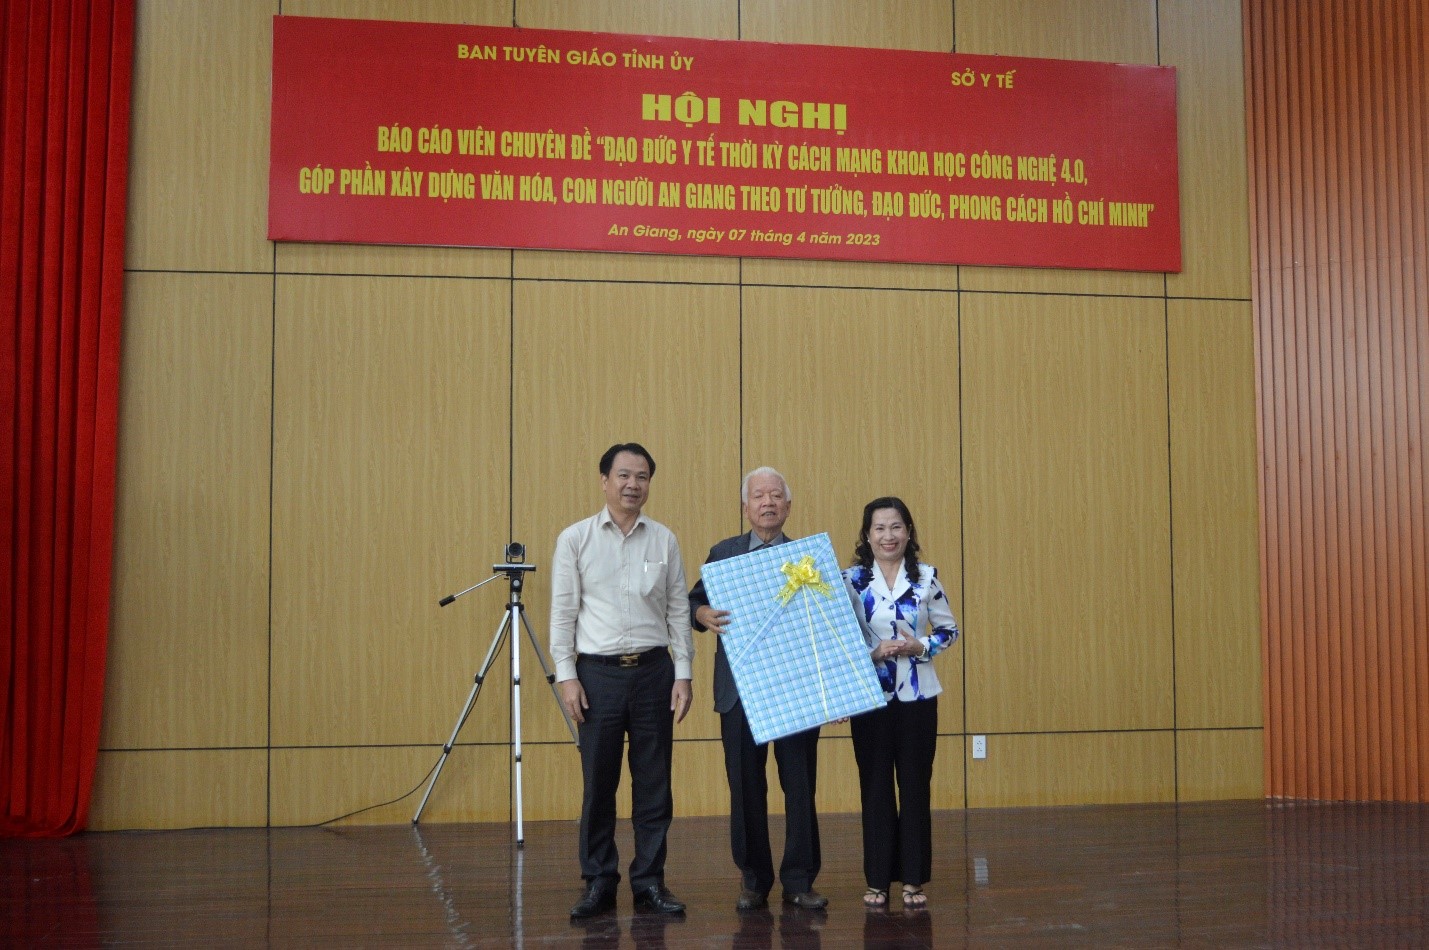 BAN TUYÊN GIÁO TỈNH ỦY
SỞ Y TẾ
HỘI NGHỊ
BÁO CÁO VIÊN CHUYÊN ĐỀ “ĐẠO ĐỨC Y TẾ THỜI KỲ CÁCH MẠNG KHOA HỌC CÔNG NGHỆ 4.0,
GÓP PHẦN XÂY DỰNG VĂN HÓA, CON NGƯỜI AN GIANG THEO TƯ TƯỞNG, ĐẠO ĐỨC, PHONG CÁCH HỒ CHÍ MINH”
An Giang, ngày 07 tháng 4 năm 2023